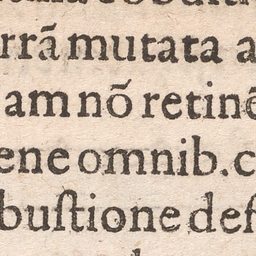 rrā mutata a
am nō retinē
ene omnib. c
buſtione def